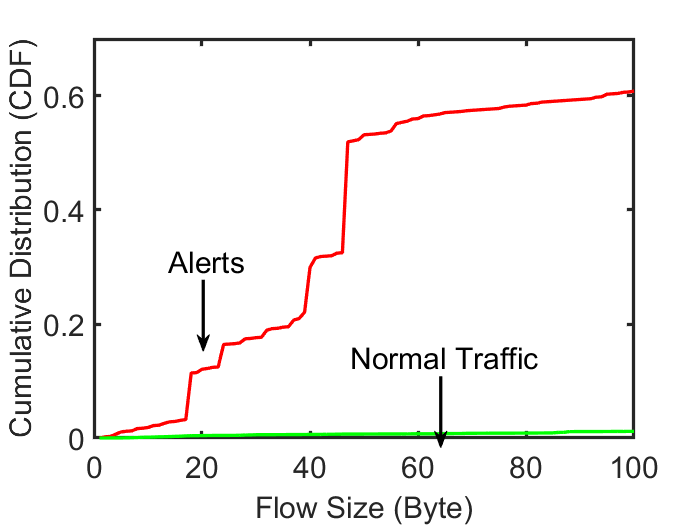 Cumulative Distribution (CDF)
0.6
0.4
0.2
0
Alerts
Normal Traffic
0 20 40 60 80 100
Flow Size (Byte)